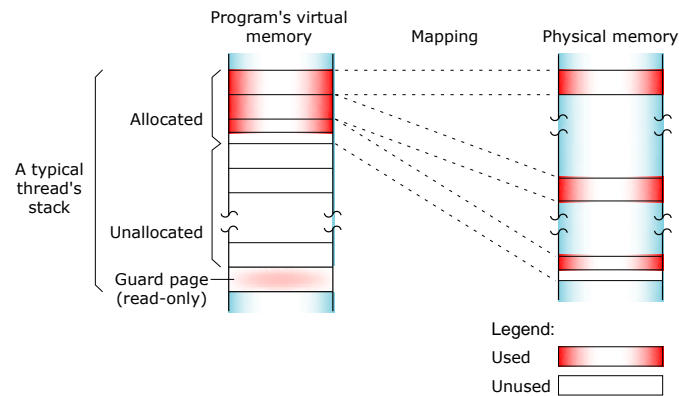 Program's virtual
memory
Mapping
Physical memory
Allocated
A typical
thread's
stack
Unallocated
Guard page
(read-only)
Legend:
Used
Unused